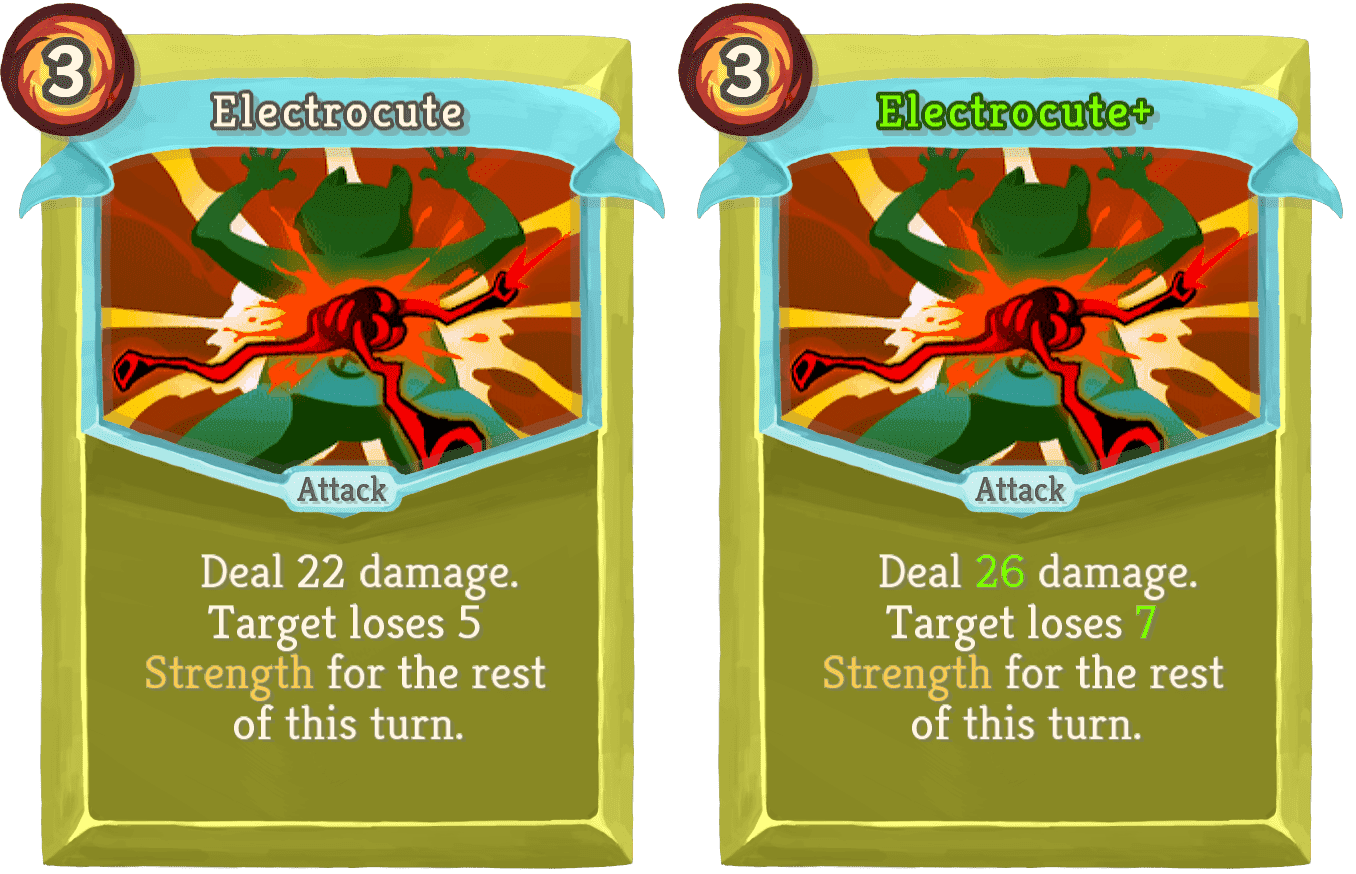 3
Electrocute
Attack
Deal 22 damage.
Target loses 5
Strength for the rest
of this turn.
3
Electrocute+
Attack
Deal 26 damage.
Target loses 7
Strength for the rest
of this turn.